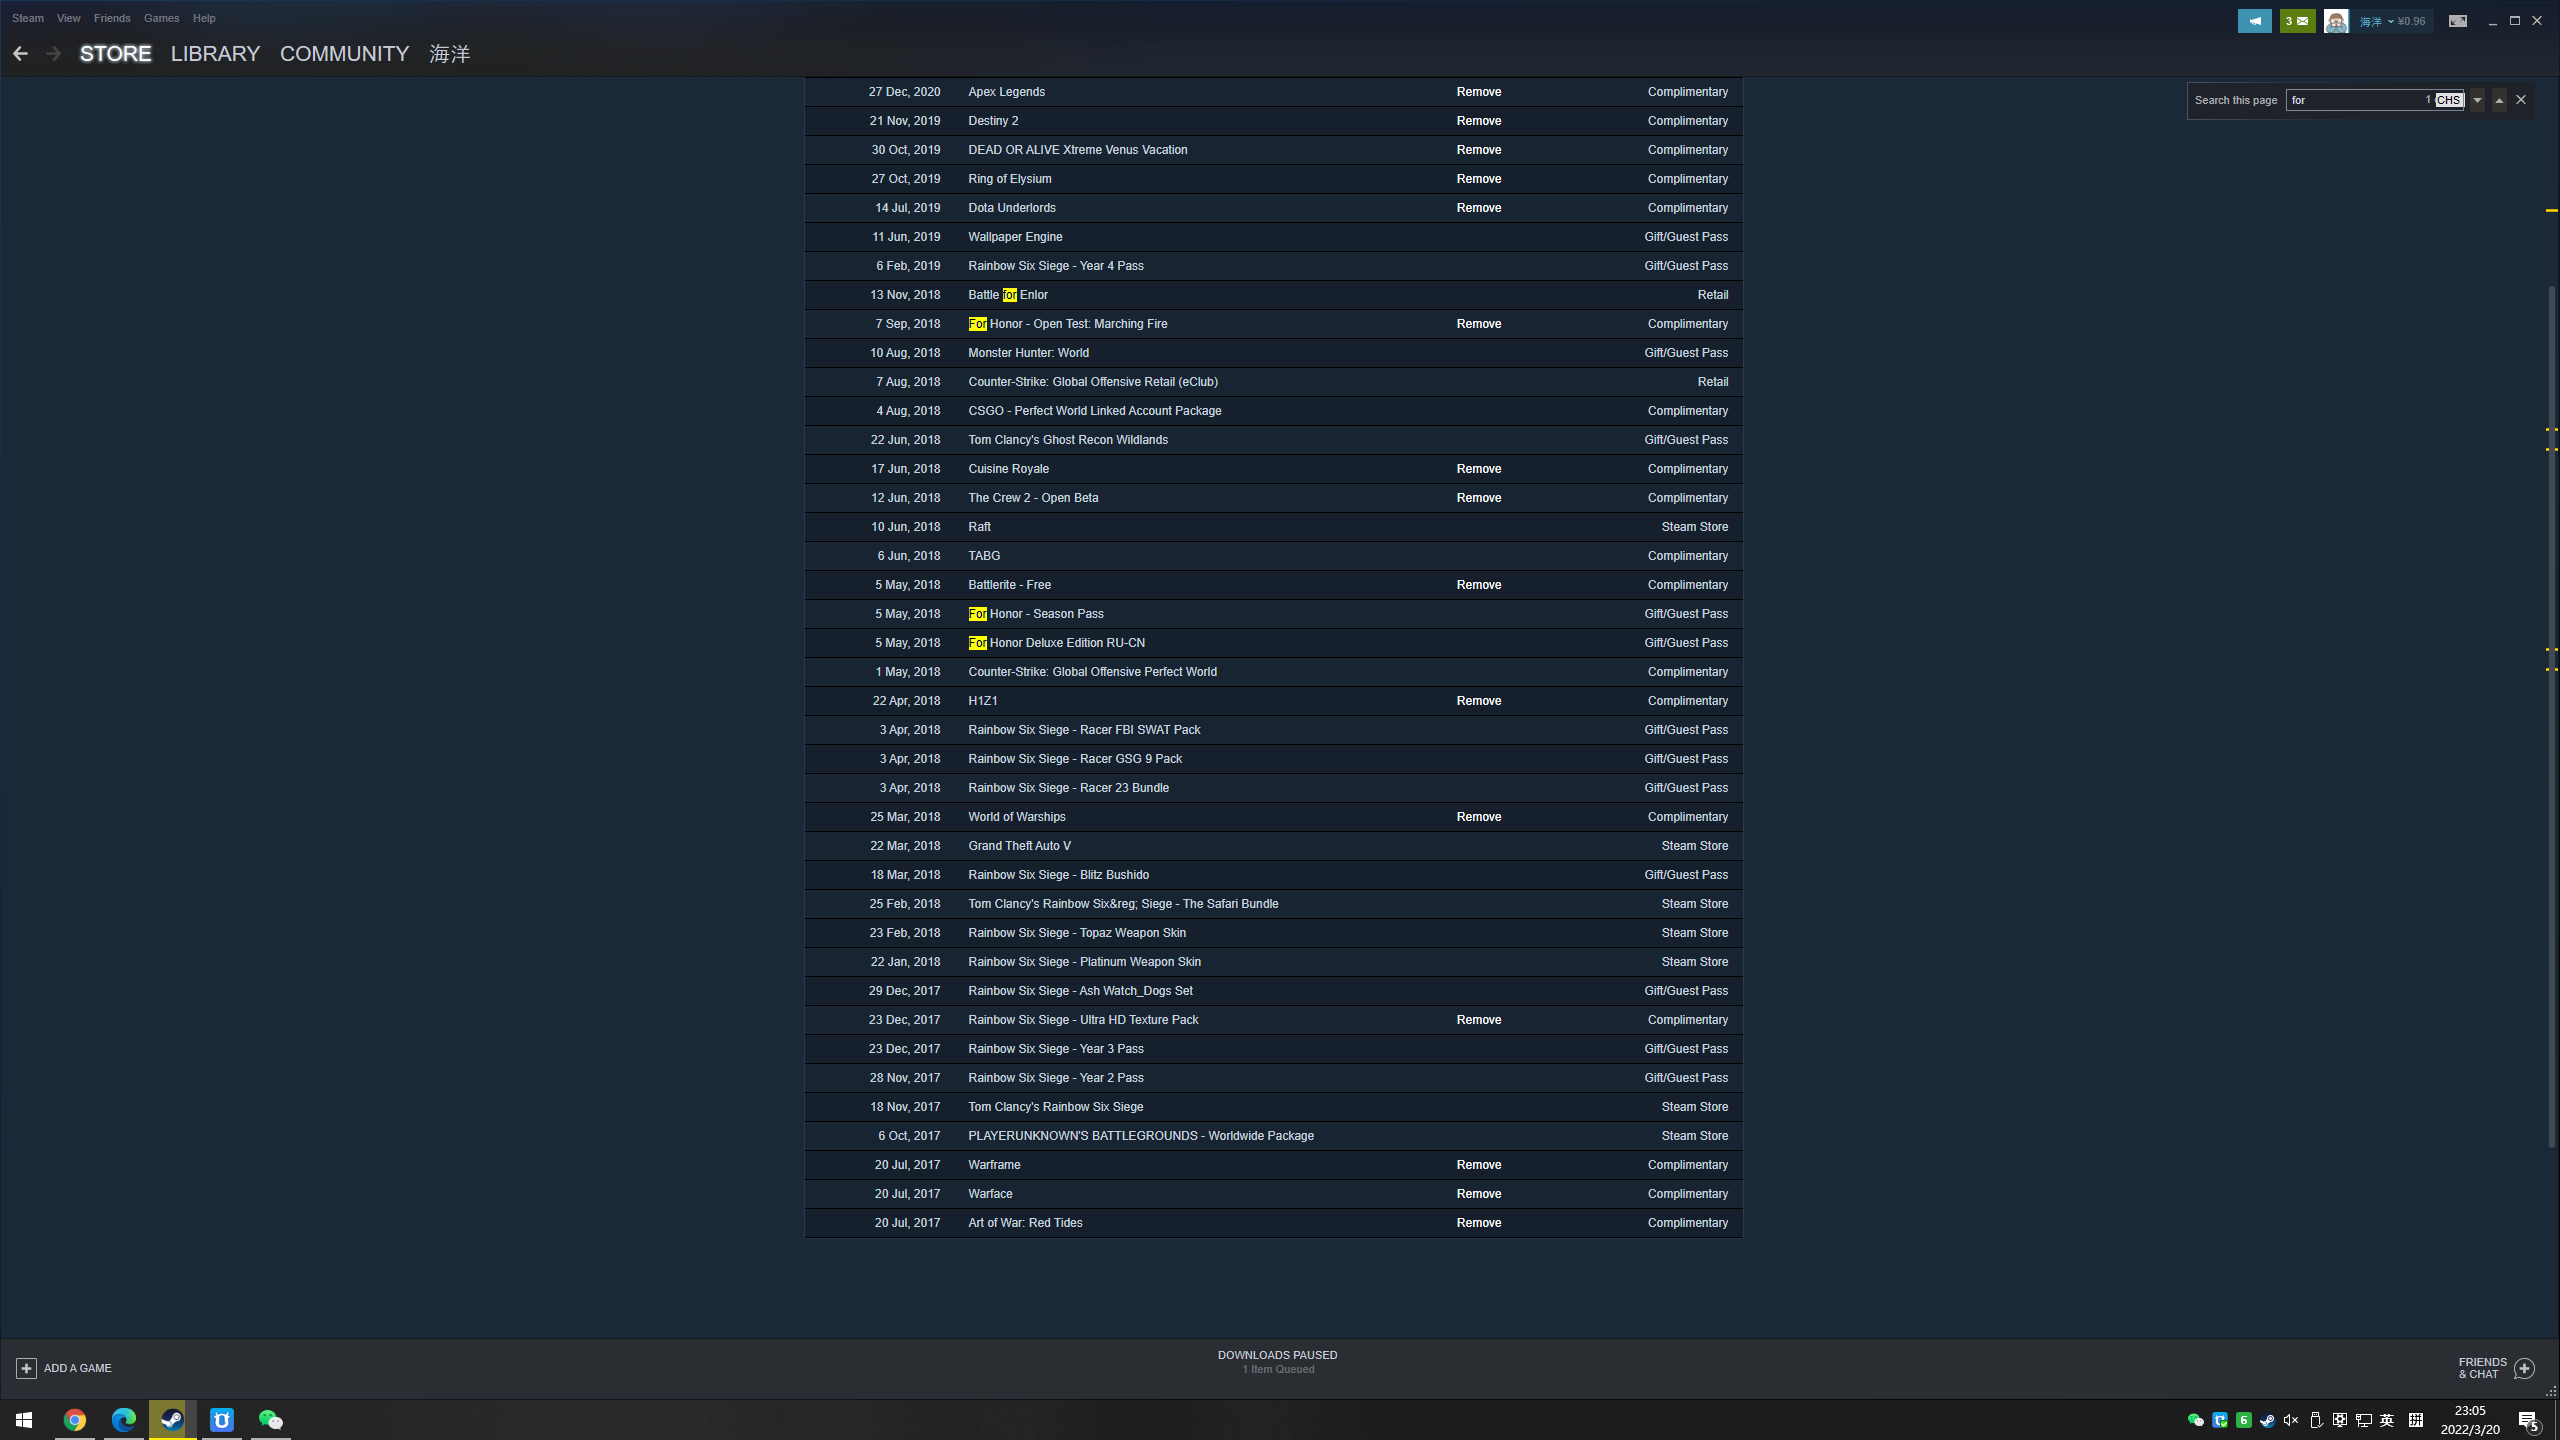 Steam View Friends Games Help
3 海洋 ¥0.96
STORE LIBRARY COMMUNITY 海洋
Search this page for 1 CHS
27 Dec, 2020 Apex Legends Remove Complimentary
21 Nov, 2019 Destiny 2 Remove Complimentary
30 Oct, 2019 DEAD OR ALIVE Xtreme Venus Vacation Remove Complimentary
27 Oct, 2019 Ring of Elysium Remove Complimentary
14 Jul, 2019 Dota Underlords Remove Complimentary
11 Jun, 2019 Wallpaper Engine Gift/Guest Pass
6 Feb, 2019 Rainbow Six Siege - Year 4 Pass Gift/Guest Pass
13 Nov, 2018 Battle for Enlor Retail
7 Sep, 2018 For Honor - Open Test: Marching Fire Remove Complimentary
10 Aug, 2018 Monster Hunter: World Gift/Guest Pass
7 Aug, 2018 Counter-Strike: Global Offensive Retail (eClub) Retail
4 Aug, 2018 CSGO - Perfect World Linked Account Package Complimentary
22 Jun, 2018 Tom Clancy's Ghost Recon Wildlands Gift/Guest Pass
17 Jun, 2018 Cuisine Royale Remove Complimentary
12 Jun, 2018 The Crew 2 - Open Beta Remove Complimentary
10 Jun, 2018 Raft Steam Store
6 Jun, 2018 TABG Complimentary
5 May, 2018 Battlerite - Free Remove Complimentary
5 May, 2018 For Honor - Season Pass Gift/Guest Pass
5 May, 2018 For Honor Deluxe Edition RU-CN Gift/Guest Pass
1 May, 2018 Counter-Strike: Global Offensive Perfect World Complimentary
22 Apr, 2018 H1Z1 Remove Complimentary
3 Apr, 2018 Rainbow Six Siege - Racer FBI SWAT Pack Gift/Guest Pass
3 Apr, 2018 Rainbow Six Siege - Racer GSG 9 Pack Gift/Guest Pass
3 Apr, 2018 Rainbow Six Siege - Racer 23 Bundle Gift/Guest Pass
25 Mar, 2018 World of Warships Remove Complimentary
22 Mar, 2018 Grand Theft Auto V Steam Store
18 Mar, 2018 Rainbow Six Siege - Blitz Bushido Gift/Guest Pass
25 Feb, 2018 Tom Clancy's Rainbow Six&reg; Siege - The Safari Bundle Steam Store
23 Feb, 2018 Rainbow Six Siege - Topaz Weapon Skin Steam Store
22 Jan, 2018 Rainbow Six Siege - Platinum Weapon Skin Steam Store
29 Dec, 2017 Rainbow Six Siege - Ash Watch_Dogs Set Gift/Guest Pass
23 Dec, 2017 Rainbow Six Siege - Ultra HD Texture Pack Remove Complimentary
23 Dec, 2017 Rainbow Six Siege - Year 3 Pass Gift/Guest Pass
28 Nov, 2017 Rainbow Six Siege - Year 2 Pass Gift/Guest Pass
18 Nov, 2017 Tom Clancy's Rainbow Six Siege Steam Store
6 Oct, 2017 PLAYERUNKNOWN'S BATTLEGROUNDS - Worldwide Package Steam Store
20 Jul, 2017 Warframe Remove Complimentary
20 Jul, 2017 Warface Remove Complimentary
20 Jul, 2017 Art of War: Red Tides Remove Complimentary
DOWNLOADS PAUSED
1 Item Queued
ADD A GAME
FRIENDS
& CHAT
6 英 拼
23:05
2022/3/20
5